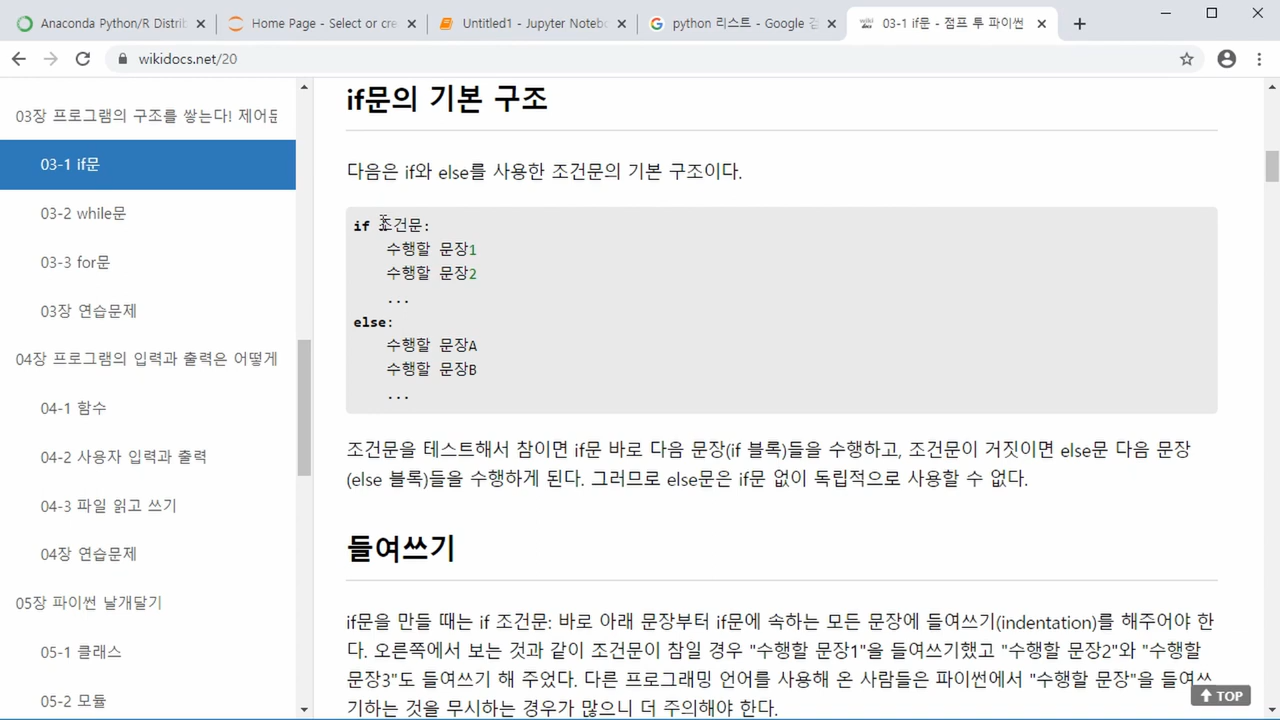 Anaconda Python/R Distrib
Home Page - Select or cre
Untitled1 - Jupyter Notebo
python 리스트 - Google 검
03-1 if문 - 점프 투 파이썬
wikidocs.net/20
03장 프로그램의 구조를 쌓는다! 제어문
03-1 if문
03-2 while문
03-3 for문
03장 연습문제
04장 프로그램의 입력과 출력은 어떻게
04-1 함수
04-2 사용자 입력과 출력
04-3 파일 읽고 쓰기
04장 연습문제
05장 파이썬 날개달기
05-1 클래스
05-2 모듈
if문의 기본 구조
다음은 if와 else를 사용한 조건문의 기본 구조이다.
if 조건문:
수행할 문장1
수행할 문장2
...
else:
수행할 문장A
수행할 문장B
...
조건문을 테스트해서 참이면 if문 바로 다음 문장(if 블록)들을 수행하고, 조건문이 거짓이면 else문 다음 문장
(else 블록)들을 수행하게 된다. 그러므로 else문은 if문 없이 독립적으로 사용할 수 없다.
들여쓰기
if문을 만들 때는 if 조건문: 바로 아래 문장부터 if문에 속하는 모든 문장에 들여쓰기(indentation)를 해주어야 한
다. 오른쪽에서 보는 것과 같이 조건문이 참일 경우 "수행할 문장1"을 들여쓰기했고 "수행할 문장2"와 "수행할
문장3"도 들여쓰기 해 주었다. 다른 프로그래밍 언어를 사용해 온 사람들은 파이썬에서 "수행할 문장"을 들여쓰
기하는 것을 무시하는 경우가 많으니 더 주의해야 한다.
TOP